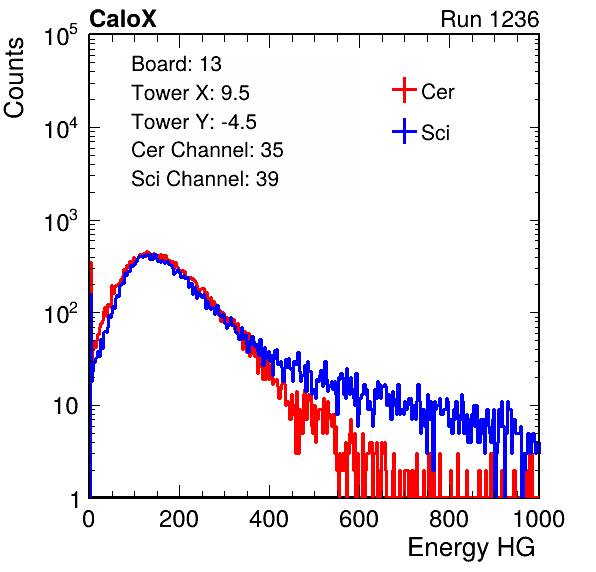 CaloX Run 1236
10^5
Counts
Board: 13
Tower X: 9.5
Tower Y: -4.5
Cer Channel: 35
Sci Channel: 39
Cer
Sci
10^4
10^3
10^2
10
1
0 200 400 600 800 1000
Energy HG